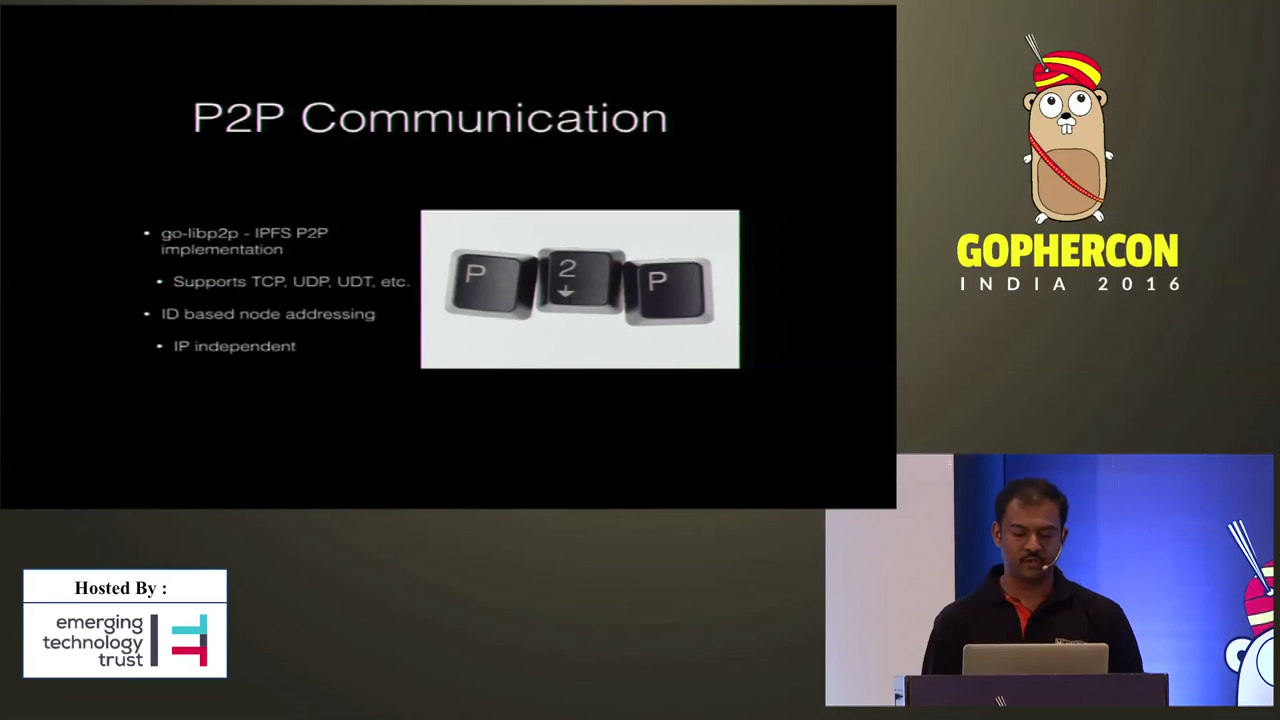 P2P Communication
• go-libp2p - IPFS P2P
implementation
• Supports TCP, UDP, UDT, etc.
• ID based node addressing
• IP independent
P
2
P
GOPHERCON
INDIA 2016
Hosted By :
emerging
technology
trust